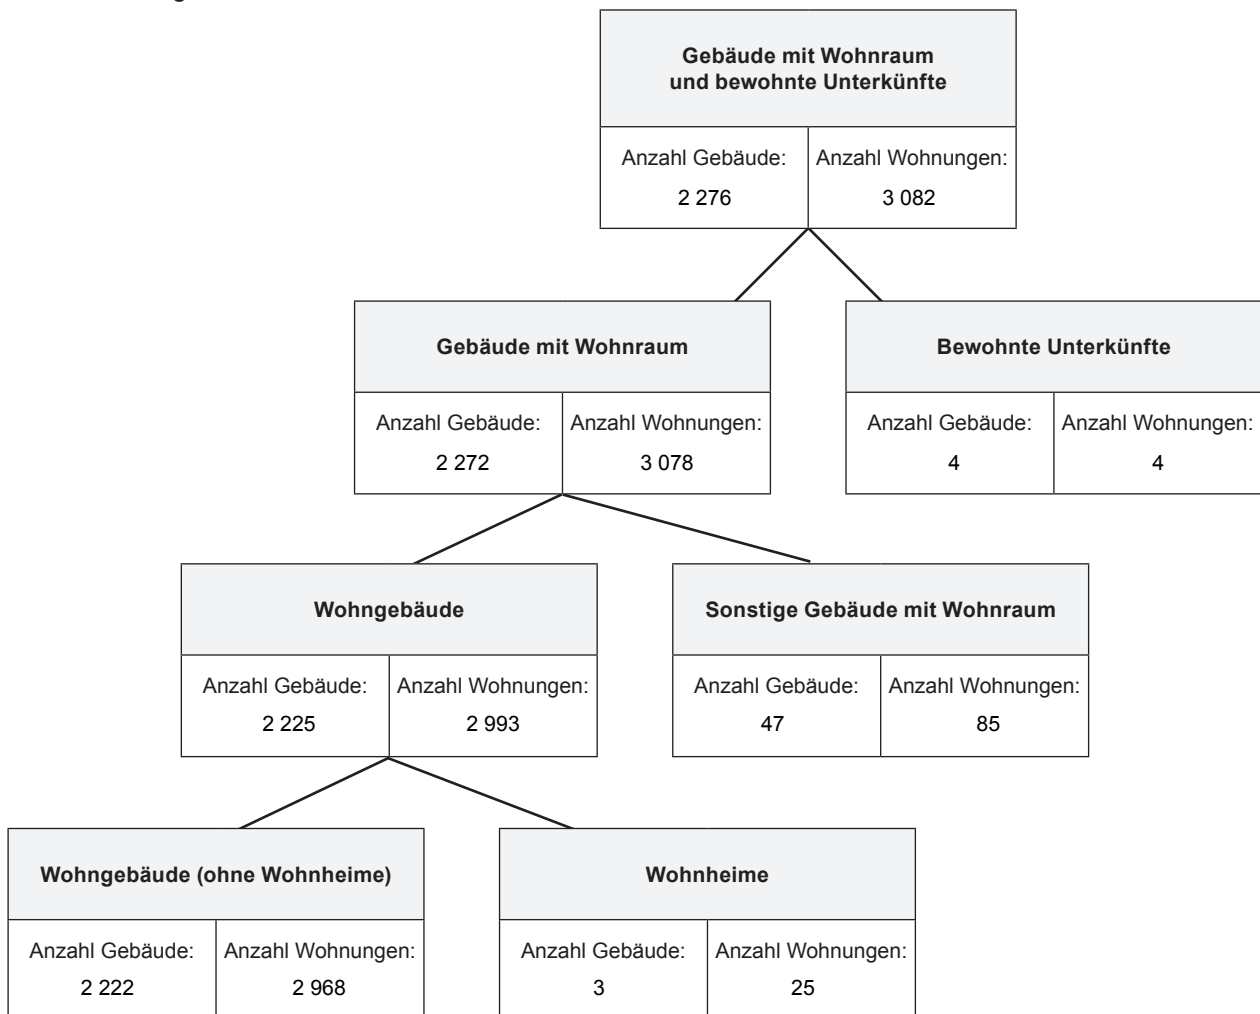 Gebäude mit Wohnraum
und bewohnte Unterkünfte
Anzahl Gebäude: Anzahl Wohnungen:
2 276 3 082
Gebäude mit Wohnraum Bewohnte Unterkünfte
Anzahl Gebäude: Anzahl Wohnungen: Anzahl Gebäude: Anzahl Wohnungen:
2 272 3 078 4 4
Wohngebäude Sonstige Gebäude mit Wohnraum
Anzahl Gebäude: Anzahl Wohnungen: Anzahl Gebäude: Anzahl Wohnungen:
2 225 2 993 47 85
Wohngebäude (ohne Wohnheime) Wohnheime
Anzahl Gebäude: Anzahl Wohnungen: Anzahl Gebäude: Anzahl Wohnungen:
2 222 2 968 3 25